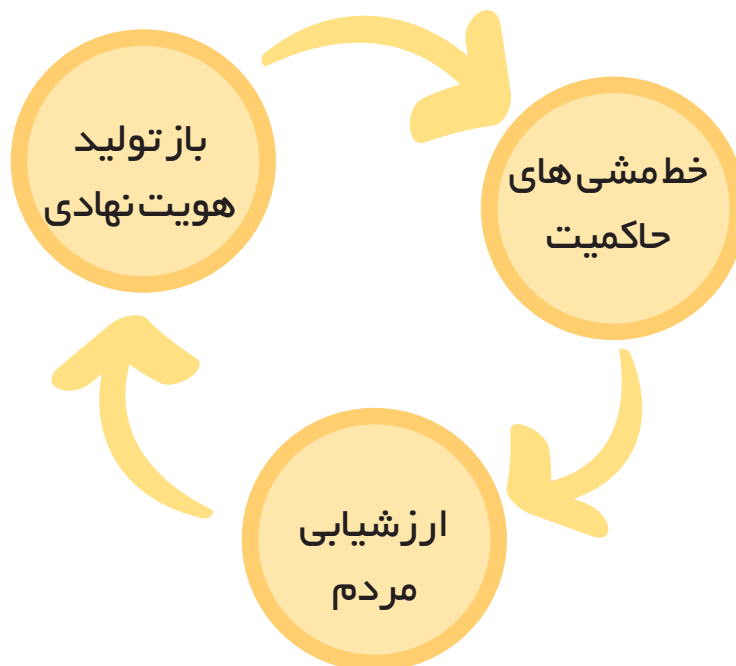 باز تولید
هویت نهادی
خط مشی های
حاکمیت
ارزشیابی
مردم